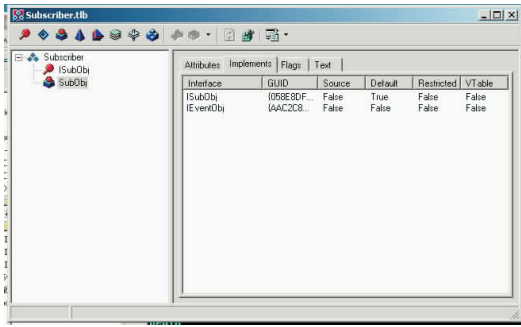 Subscriber.tlb
Subscriber
ISubObj
SubObj
Attributes Implements Flags Text
Interface GUID Source Default Restricted VTable
ISubObj {058E8DF... False True False False
IEventObj {AAC2C8... False False False False